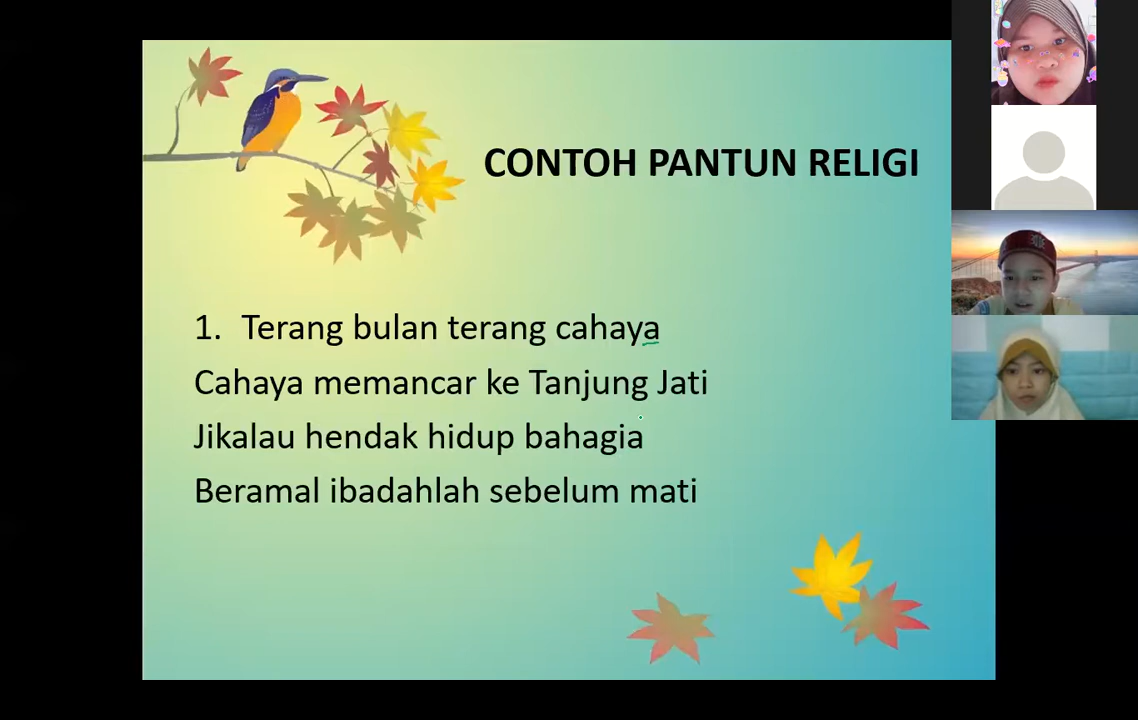 CONTOH PANTUN RELIGI
1. Terang bulan terang cahaya
Cahaya memancar ke Tanjung Jati
Jikalau hendak hidup bahagia
Beramal ibadahlah sebelum mati